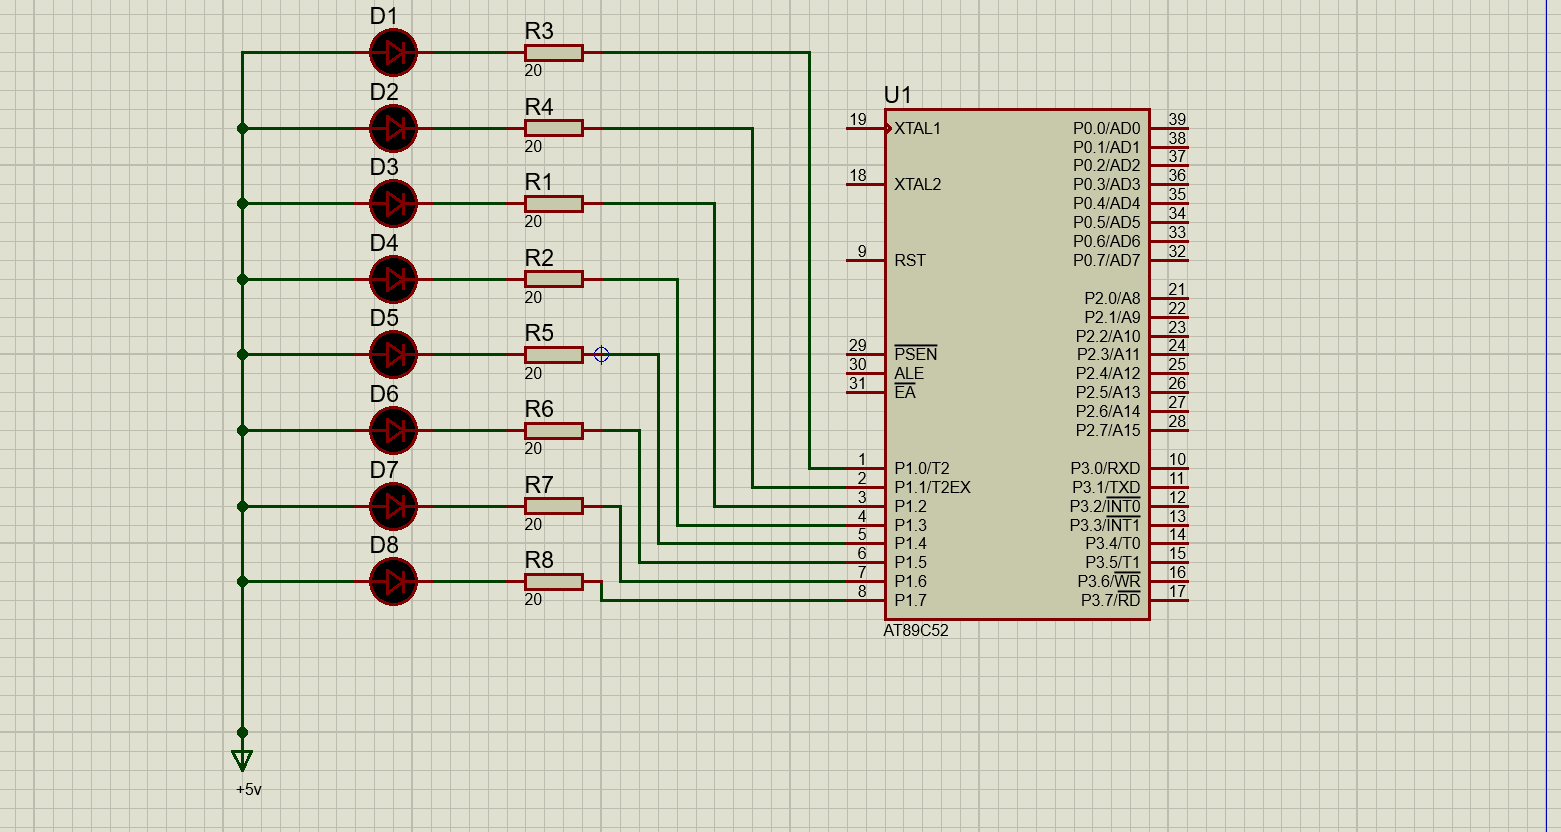 D1
R3
20
D2
R4
20
D3
R1
20
D4
R2
20
D5
R5
20
D6
R6
20
D7
R7
20
D8
R8
20
+5v
U1
19 XTAL1
18 XTAL2
9 RST
29 PSEN
30 ALE
31 EA
1 P1.0/T2
2 P1.1/T2EX
3 P1.2
4 P1.3
5 P1.4
6 P1.5
7 P1.6
8 P1.7
P0.0/AD0 39
P0.1/AD1 38
P0.2/AD2 37
P0.3/AD3 36
P0.4/AD4 35
P0.5/AD5 34
P0.6/AD6 33
P0.7/AD7 32
P2.0/A8 21
P2.1/A9 22
P2.2/A10 23
P2.3/A11 24
P2.4/A12 25
P2.5/A13 26
P2.6/A14 27
P2.7/A15 28
P3.0/RXD 10
P3.1/TXD 11
P3.2/INT0 12
P3.3/INT1 13
P3.4/T0 14
P3.5/T1 15
P3.6/WR 16
P3.7/RD 17
AT89C52